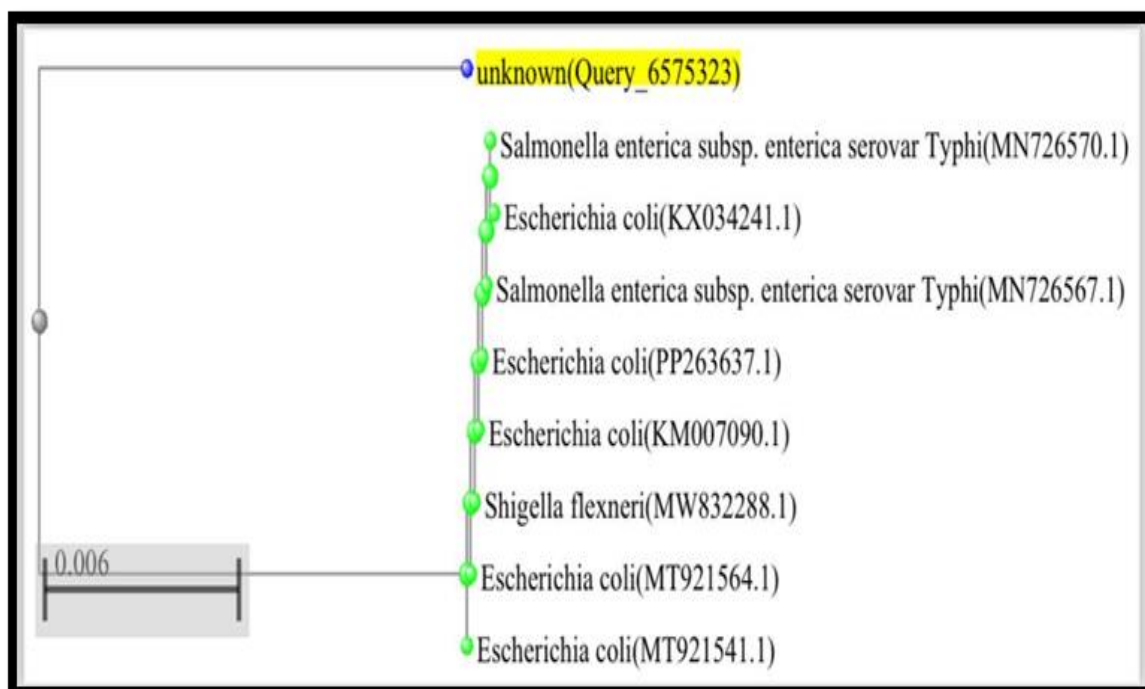 unknown(Query_6575323)
Salmonella enterica subsp. enterica serovar Typhi(MN726570.1)
Escherichia coli(KX034241.1)
Salmonella enterica subsp. enterica serovar Typhi(MN726567.1)
Escherichia coli(PP263637.1)
Escherichia coli(KM007090.1)
Shigella flexneri(MW832288.1)
0.006
Escherichia coli(MT921564.1)
Escherichia coli(MT921541.1)